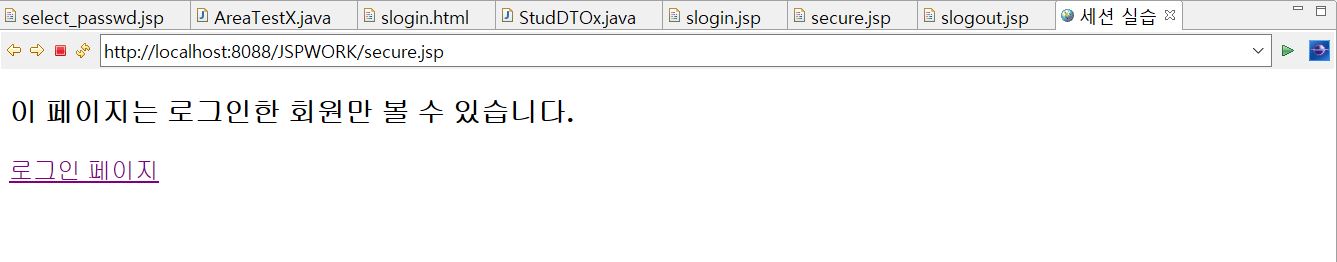 select_passwd.jsp AreaTestX.java slogin.html StudDTOx.java slogin.jsp secure.jsp slogout.jsp 세션 실습
http://localhost:8088/JSPWORK/secure.jsp
이 페이지는 로그인한 회원만 볼 수 있습니다.
로그인 페이지